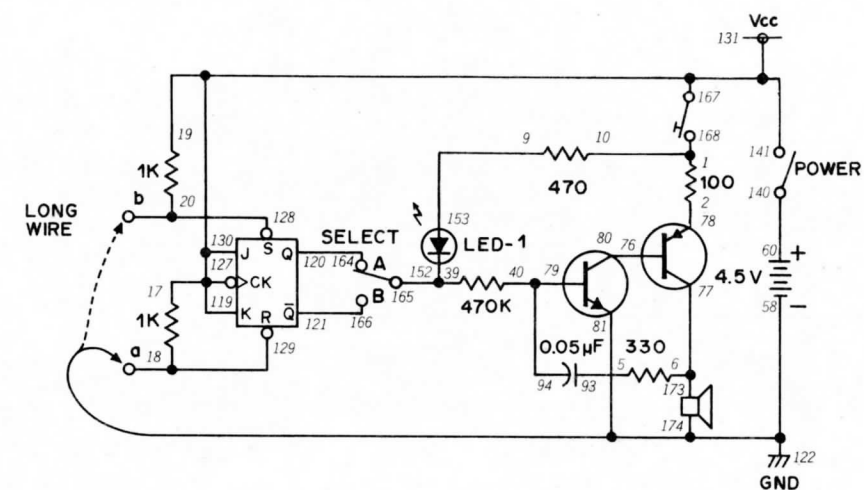 Vcc
131
167
168
19
9
10
1
141
1K
470
100
POWER
140
b
20
2
LONG
WIRE
128
153
78
SELECT
130
J
S
Q
120
164
A
LED-1
80
76
60
+
127
CK
152
39
40
79
4.5V
17
165
470K
77
119
K
R
Q̅
121
B
166
58
−
1K
129
81
0.05µF
330
a
18
5
6
94
93
173
174
122
GND